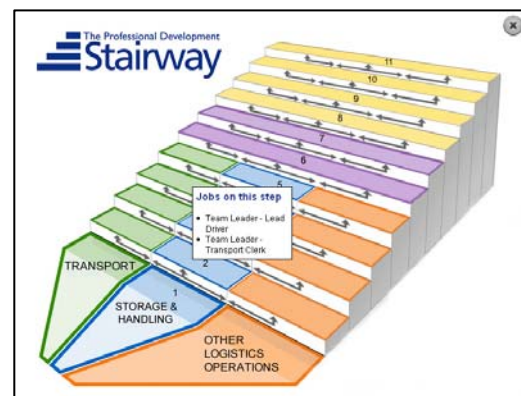 The Professional Development
Stairway
11
10
9
8
7
6
5
Jobs on this step
• Team Leader - Lead
Driver
• Team Leader -
Transport Clerk
2
1
TRANSPORT
STORAGE &
HANDLING
OTHER
LOGISTICS
OPERATIONS